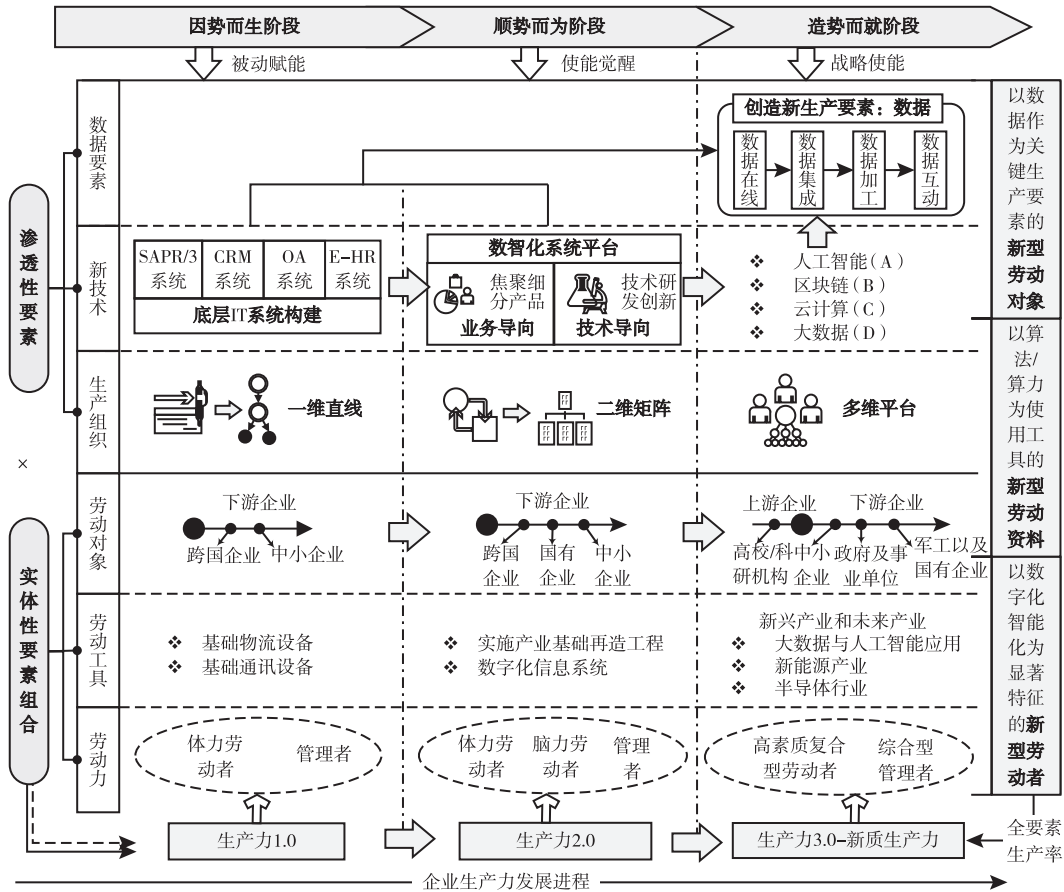 因势而生阶段
顺势而为阶段
造势而就阶段
被动赋能
使能觉醒
战略使能
渗透性要素
×
实体性要素组合
数据要素
创造新生产要素：数据
数据在线
数据集成
数据加工
数据互动
新技术
SAPR/3
系统
CRM
系统
OA
系统
E-HR
系统
底层IT系统构建
数智化系统平台
焦聚细
分产品
业务导向
技术研
发创新
技术导向
❖ 人工智能（A）
❖ 区块链（B）
❖ 云计算（C）
❖ 大数据（D）
生产组织
一维直线
二维矩阵
多维平台
劳动对象
下游企业
跨国企业
中小企业
下游企业
跨国
企业
国有
企业
中小
企业
上游企业
下游企业
高校/科
研机构
中小
企业
政府及事
业单位
军工以及
国有企业
劳动工具
❖ 基础物流设备
❖ 基础通讯设备
❖ 实施产业基础再造工程
❖ 数字化信息系统
新兴产业和未来产业
❖ 大数据与人工智能应用
❖ 新能源产业
❖ 半导体行业
劳动力
体力劳
动者
管理者
体力劳
动者
脑力劳
动者
管理
者
高素质复合
型劳动者
综合型
管理者
生产力1.0
生产力2.0
生产力3.0-新质生产力
以数
据作
为关
键生
产要
素的
新型
劳动
对象
以算
法/
算力
为使
用工
具的
新型
劳动
资料
以数
字化
智能
化为
显著
特征
的新
型劳
动者
全要素
生产率
企业生产力发展进程